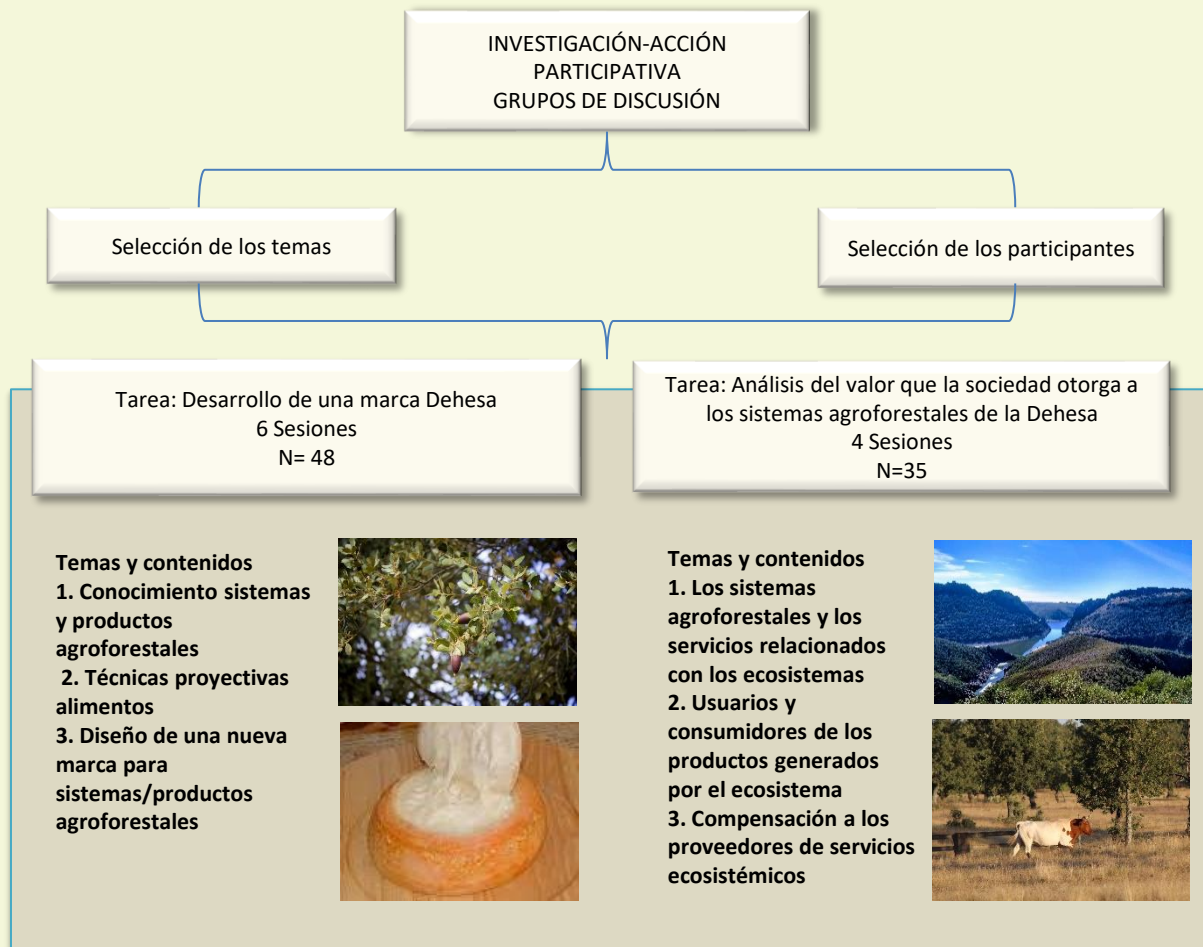 INVESTIGACIÓN-ACCIÓN
PARTICIPATIVA
GRUPOS DE DISCUSIÓN
Selección de los temas
Selección de los participantes
Tarea: Desarrollo de una marca Dehesa
6 Sesiones
N= 48
Tarea: Análisis del valor que la sociedad otorga a
los sistemas agroforestales de la Dehesa
4 Sesiones
N=35
Temas y contenidos
1. Conocimiento sistemas
y productos
agroforestales
2. Técnicas proyectivas
alimentos
3. Diseño de una nueva
marca para
sistemas/productos
agroforestales
Temas y contenidos
1. Los sistemas
agroforestales y los
servicios relacionados
con los ecosistemas
2. Usuarios y
consumidores de los
productos generados
por el ecosistema
3. Compensación a los
proveedores de servicios
ecosistémicos